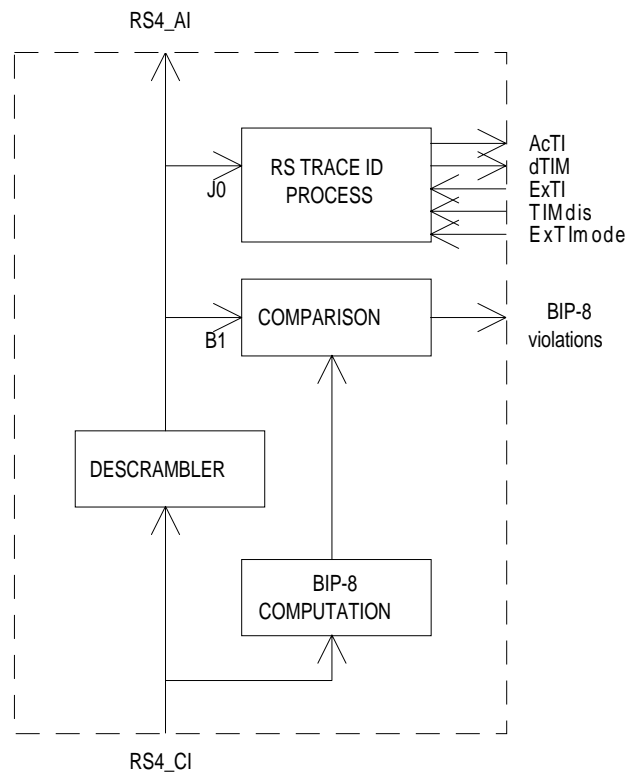 RS4_AI
RS TRACE ID
PROCESS
J0
AcTI
dTIM
ExTI
TIMdis
ExTImode
COMPARISON
B1
BIP-8
violations
DESCRAMBLER
BIP-8
COMPUTATION
RS4_CI